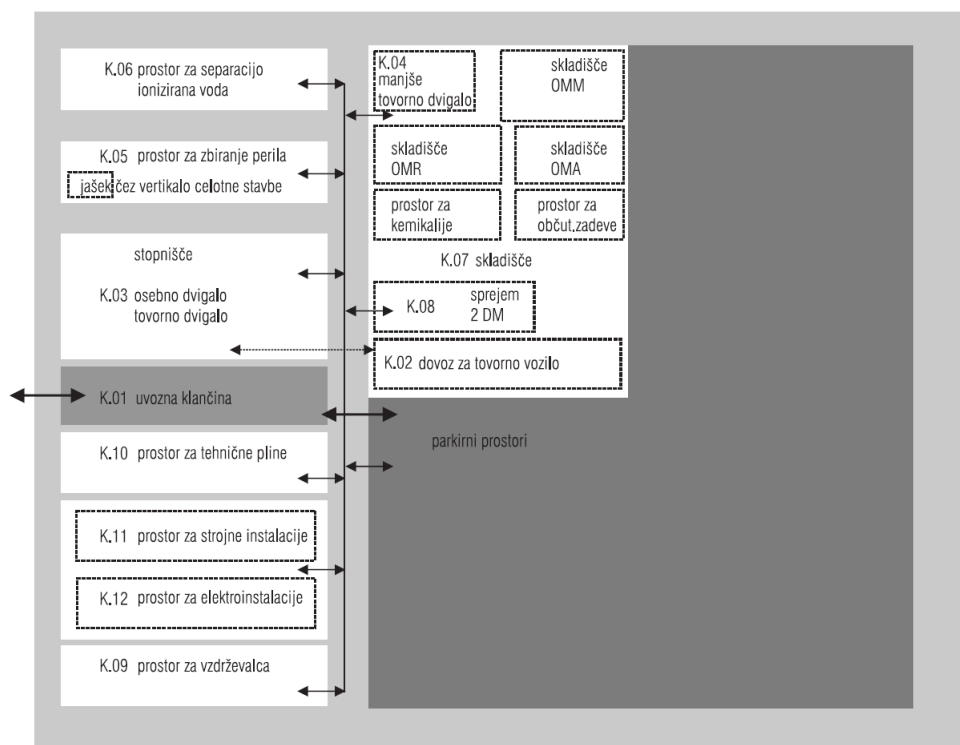 K.06 prostor za separacijo
ionizirana voda
K.05 prostor za zbiranje perila
jašek čez vertikalo celotne stavbe
stopnišče
K.03 osebno dvigalo
tovorno dvigalo
K.01 uvozna klančina
K.10 prostor za tehnične pline
K.11 prostor za strojne instalacije
K.12 prostor za elektroinstalacije
K.09 prostor za vzdrževalca
K.04
manjše
tovorno dvigalo
skladišče
OMM
skladišče
OMR
skladišče
OMA
prostor za
kemikalije
prostor za
občut.zadeve
K.07 skladišče
K.08 sprejem
2 DM
K.02 dovoz za tovorno vozilo
parkirni prostori